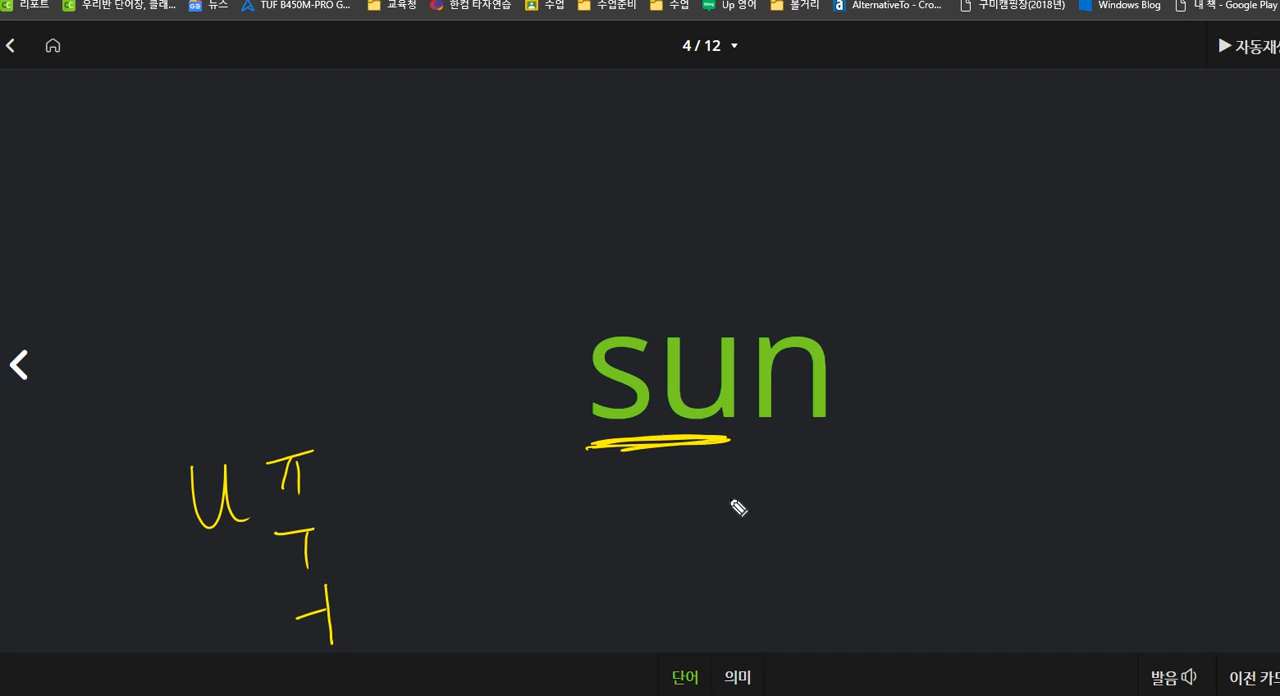 리포트 우리반 단어장, 클래... 뉴스 TUF B450M-PRO G... 교육청 한컴 타자연습 수업 수업준비 수업 Up 영어 볼거리 AlternativeTo - Cro... 구미캠핑장(2018년) Windows Blog 내 책 - Google Play
4 / 12 자동재생
sun
u ㅠ
ㅜ
ㅓ
단어 의미 발음 이전 카드